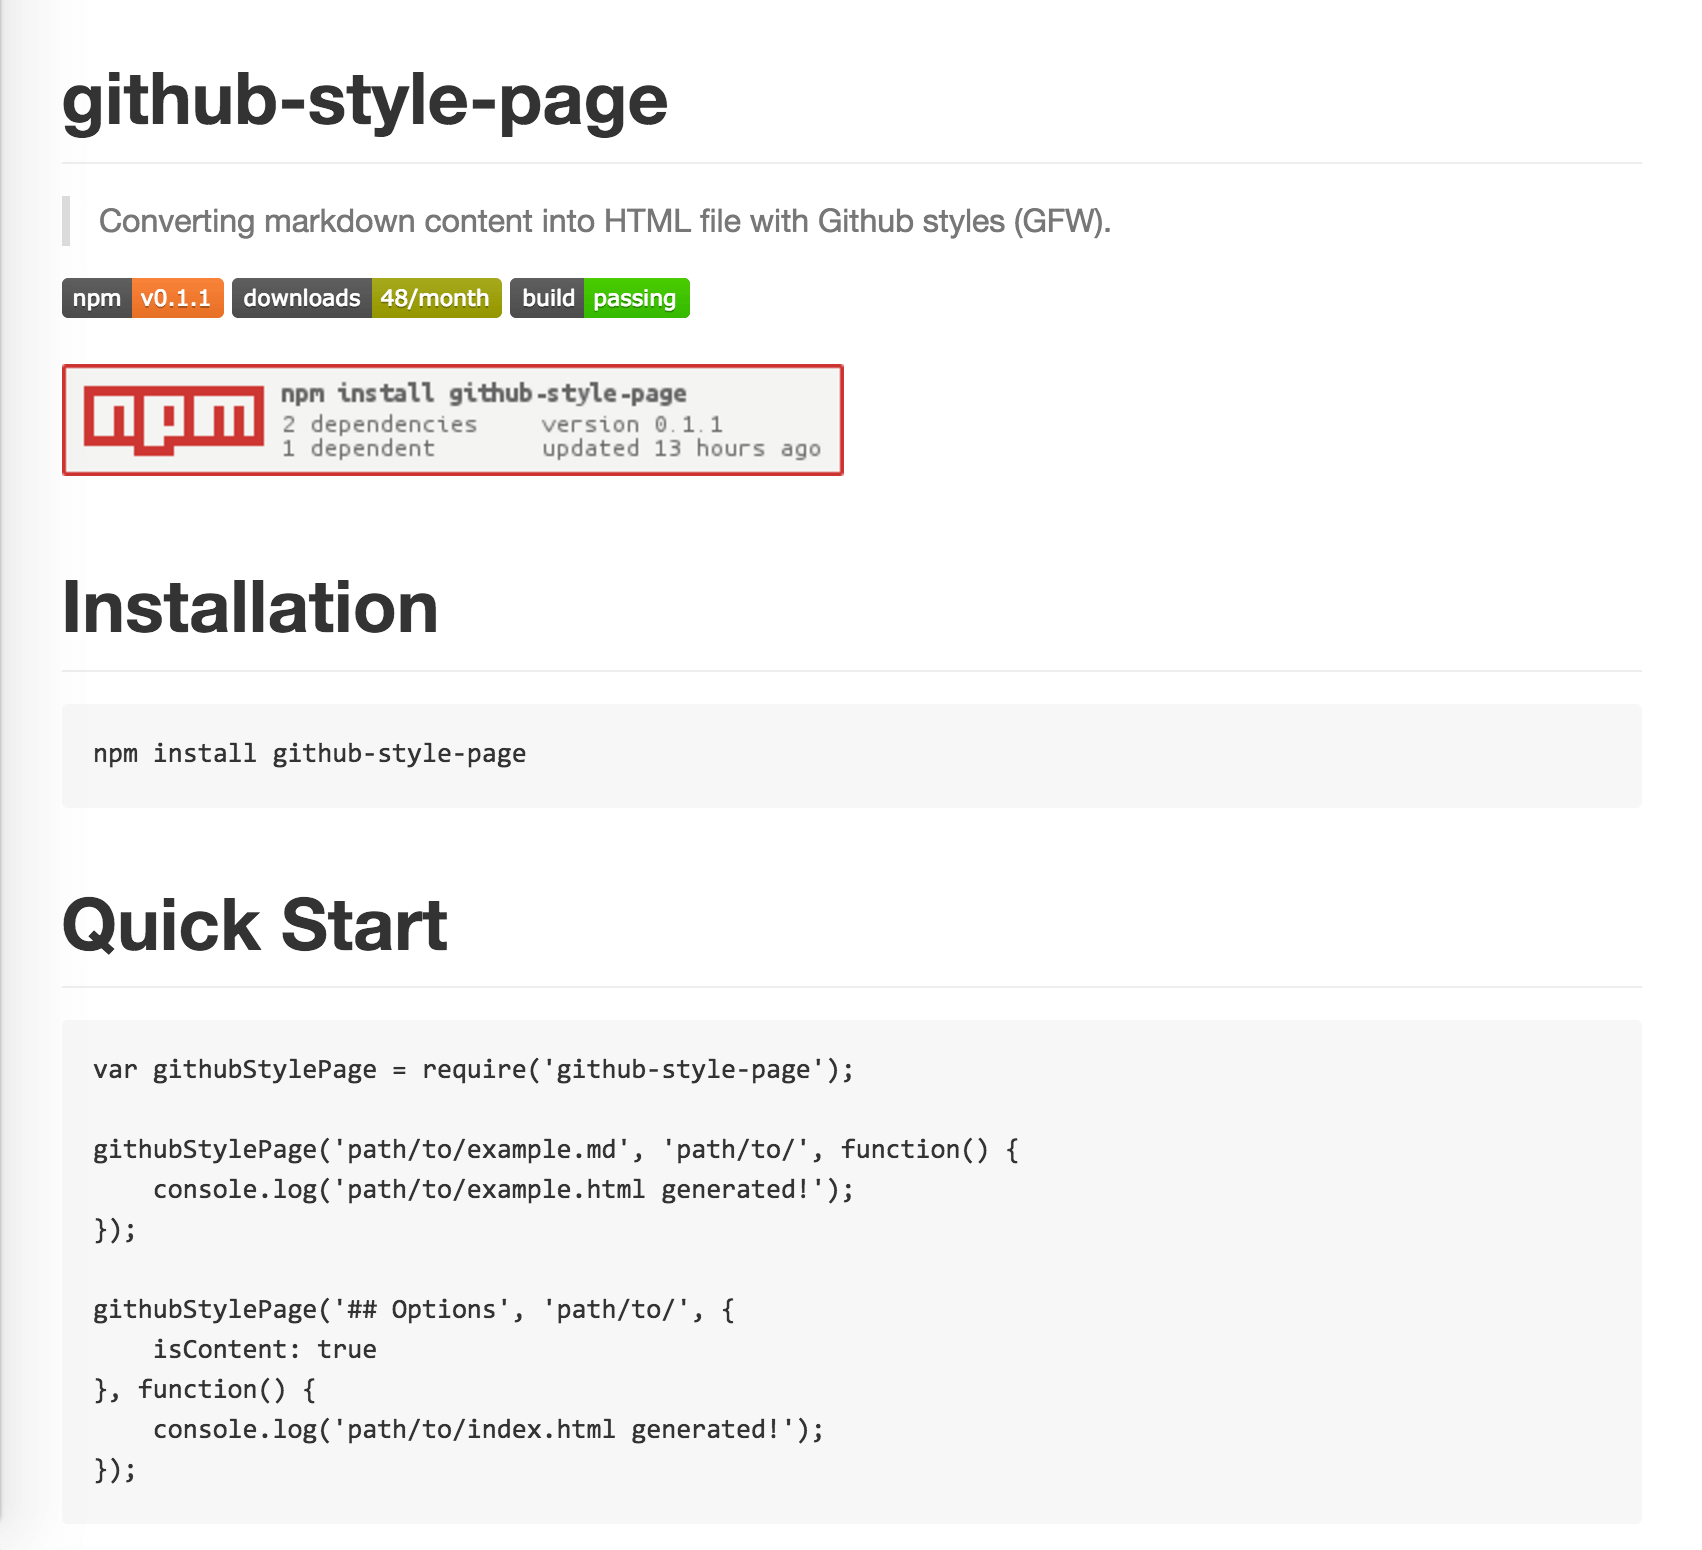 github-style-page
Converting markdown content into HTML file with Github styles (GFW).
npm v0.1.1 downloads 48/month build passing
npm npm install github-style-page
2 dependencies version 0.1.1
1 dependent updated 13 hours ago
Installation
npm install github-style-page
Quick Start
var githubStylePage = require('github-style-page');
githubStylePage('path/to/example.md', 'path/to/', function() {
    console.log('path/to/example.html generated!');
});
githubStylePage('## Options', 'path/to/', {
    isContent: true
}, function() {
    console.log('path/to/index.html generated!');
});